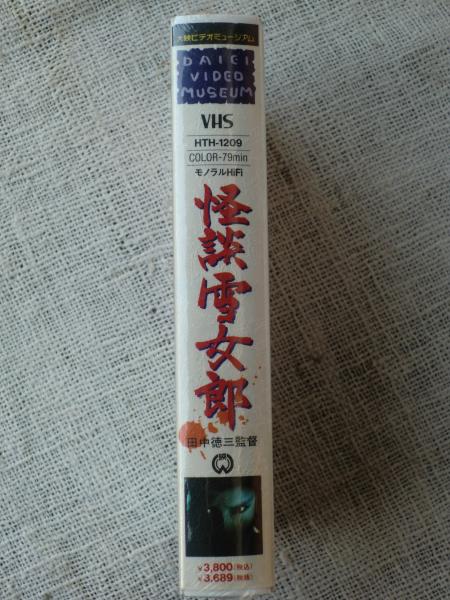 大映ビデオミュージアム
DAIEI
VIDEO
MUSEUM
VHS
HTH-1209
COLOR-79min
モノラルHiFi
怪談雪女郎
田中徳三監督
¥3,800(税込)
¥3,689(税抜)